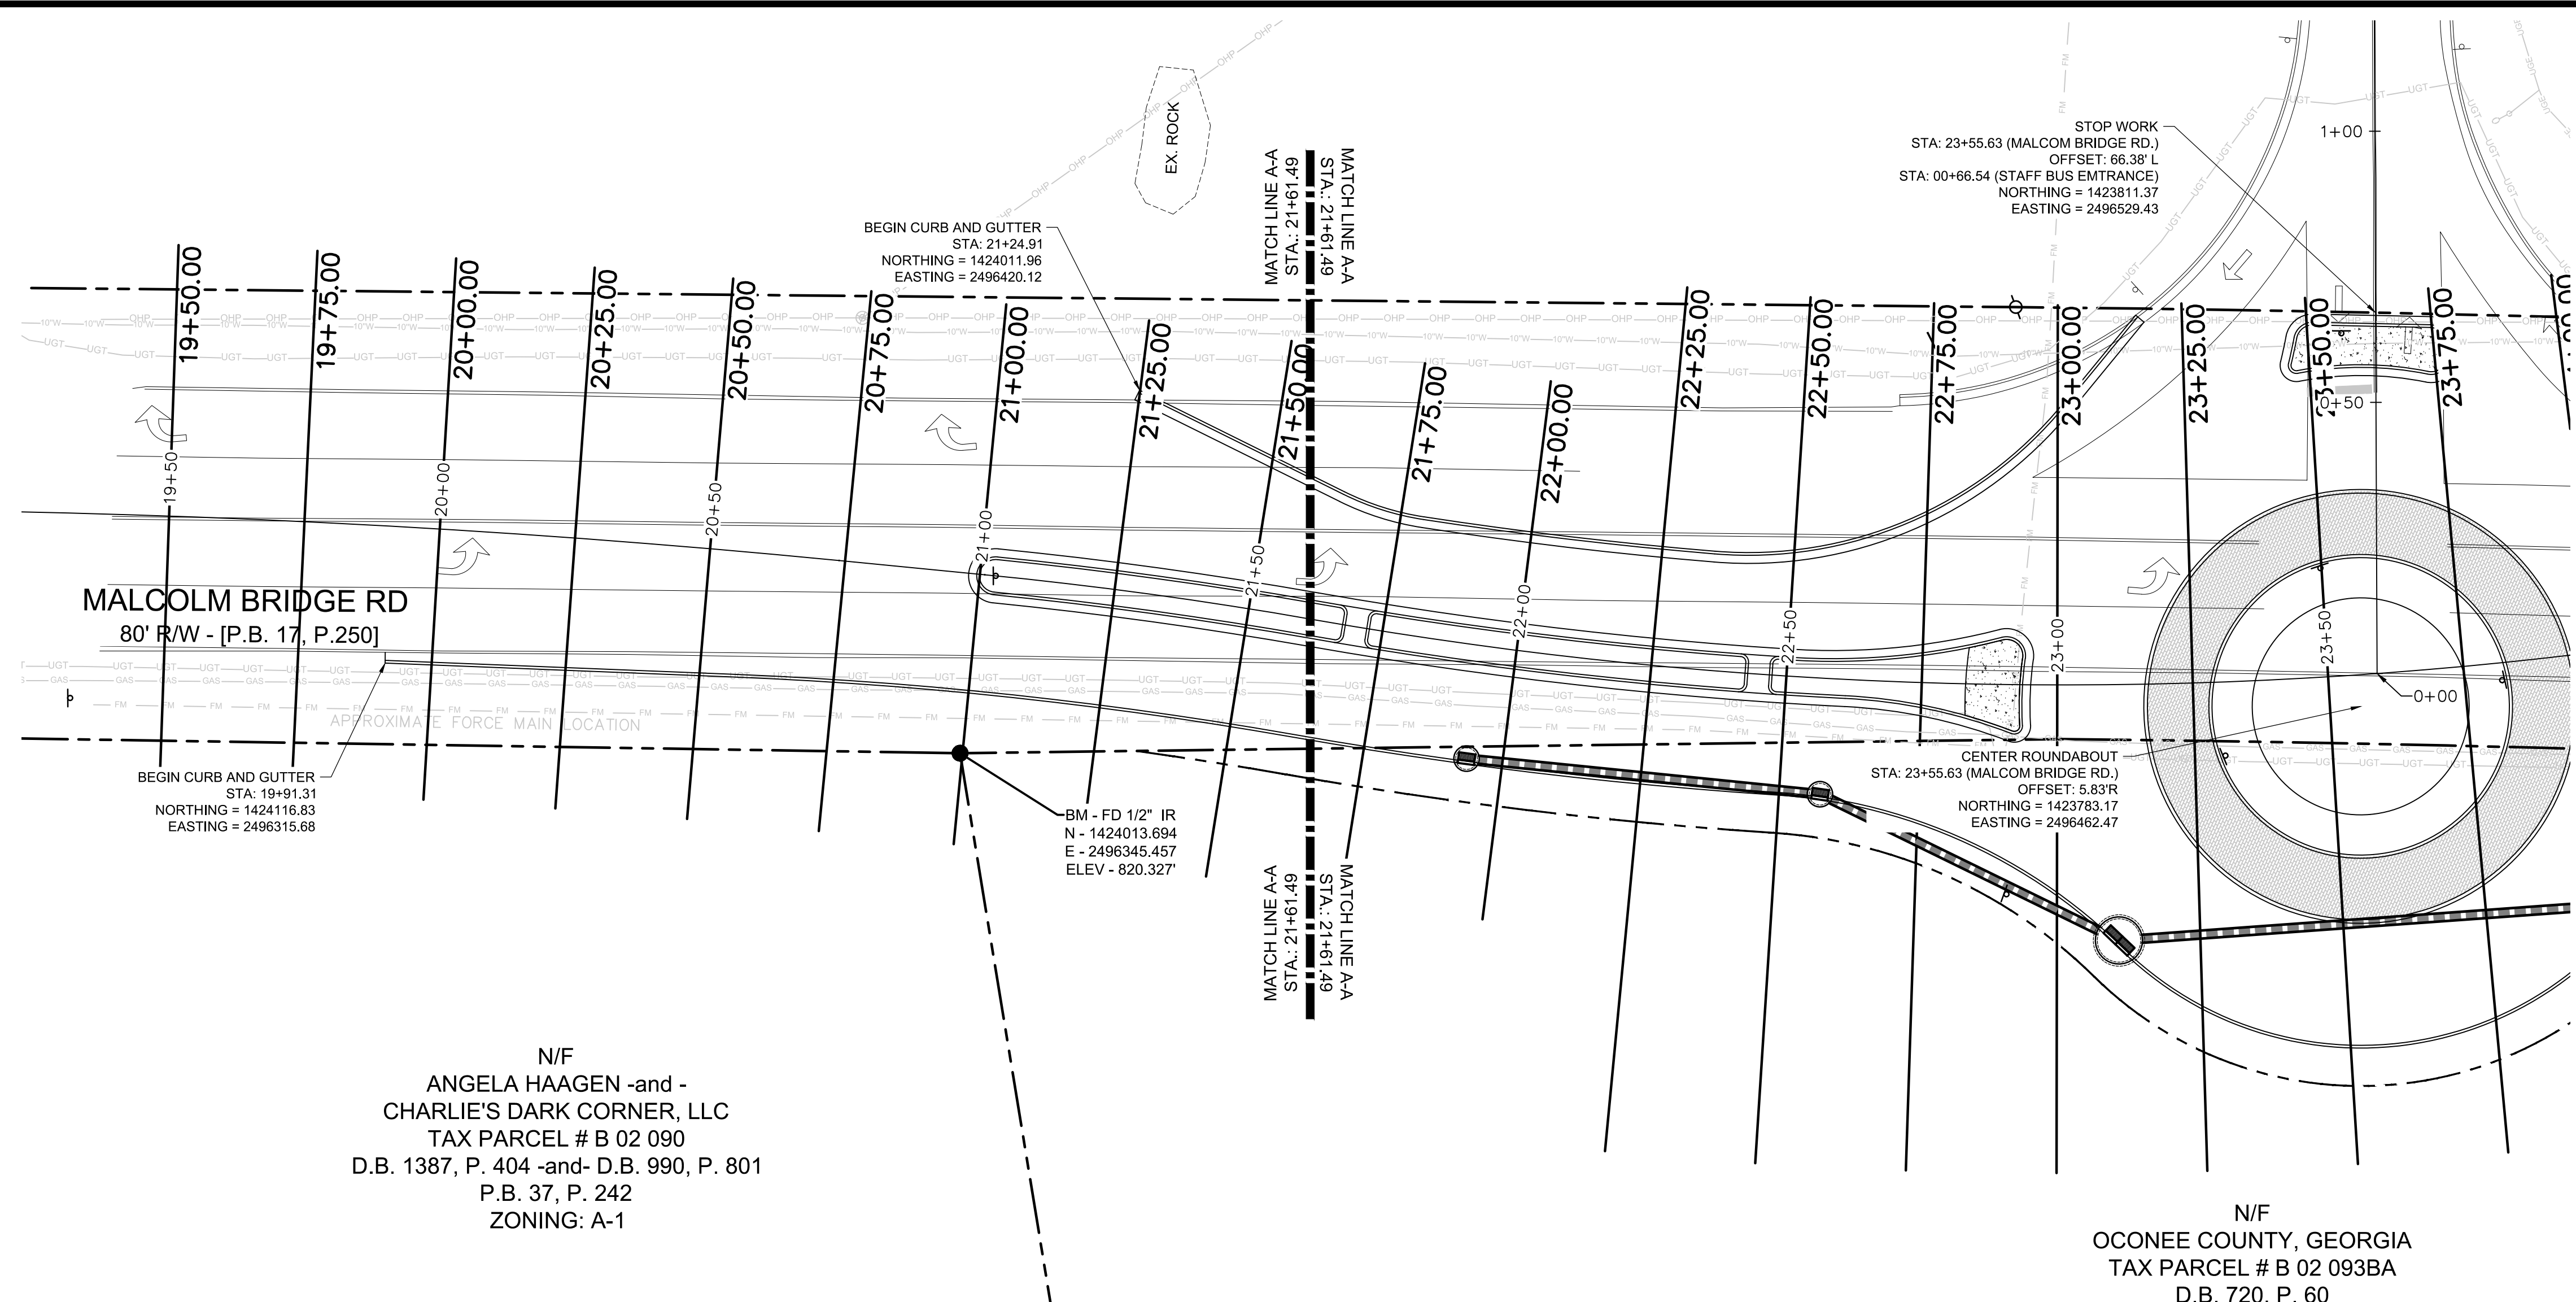 EX. ROCK
MATCH LINE A-A
STA.: 21+61.49
MATCH LINE A-A
STA.: 21+61.49
STOP WORK
STA: 23+55.63 (MALCOM BRIDGE RD.)
OFFSET: 66.38' L
STA: 00+66.54 (STAFF BUS EMTRANCE)
NORTHING = 1423811.37
EASTING = 2496529.43
1+00
0+50
0+00
BEGIN CURB AND GUTTER
STA: 21+24.91
NORTHING = 1424011.96
EASTING = 2496420.12
19+50.00
19+75.00
20+00.00
20+25.00
20+50.00
20+75.00
21+00.00
21+25.00
21+50.00
21+75.00
22+00.00
22+25.00
22+50.00
22+75.00
23+00.00
23+25.00
23+50.00
23+75.00
OHP
10"W
UGT
GAS
FM
UGE
19+50
20+00
20+50
21+00
21+50
22+00
22+50
23+00
23+50
MALCOLM BRIDGE RD
80' R/W - [P.B. 17, P.250]
APPROXIMATE FORCE MAIN LOCATION
BEGIN CURB AND GUTTER
STA: 19+91.31
NORTHING = 1424116.83
EASTING = 2496315.68
BM - FD 1/2" IR
N - 1424013.694
E - 2496345.457
ELEV - 820.327'
MATCH LINE A-A
STA.: 21+61.49
MATCH LINE A-A
STA.: 21+61.49
CENTER ROUNDABOUT
STA: 23+55.63 (MALCOM BRIDGE RD.)
OFFSET: 5.83'R
NORTHING = 1423783.17
EASTING = 2496462.47
N/F
ANGELA HAAGEN -and -
CHARLIE'S DARK CORNER, LLC
TAX PARCEL # B 02 090
D.B. 1387, P. 404 -and- D.B. 990, P. 801
P.B. 37, P. 242
ZONING: A-1
N/F
OCONEE COUNTY, GEORGIA
TAX PARCEL # B 02 093BA
D.B. 720, P. 60